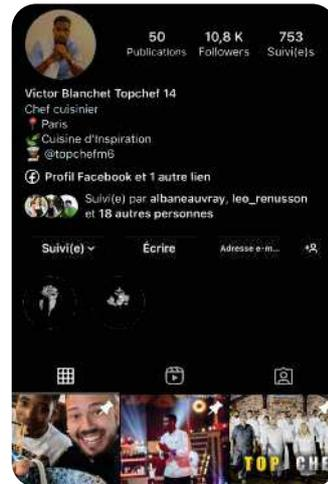 50 10,8 K 753
Publications Followers Suivi(e)s
Victor Blanchet Topchef 14
Chef cuisinier
Paris
Cuisine d'Inspiration
@topchefm6
Profil Facebook et 1 autre lien
Suivi(e) par albaneauvray, leo_renusson
et 18 autres personnes
Suivi(e) Écrire Adresse e-m...
TOP CHE